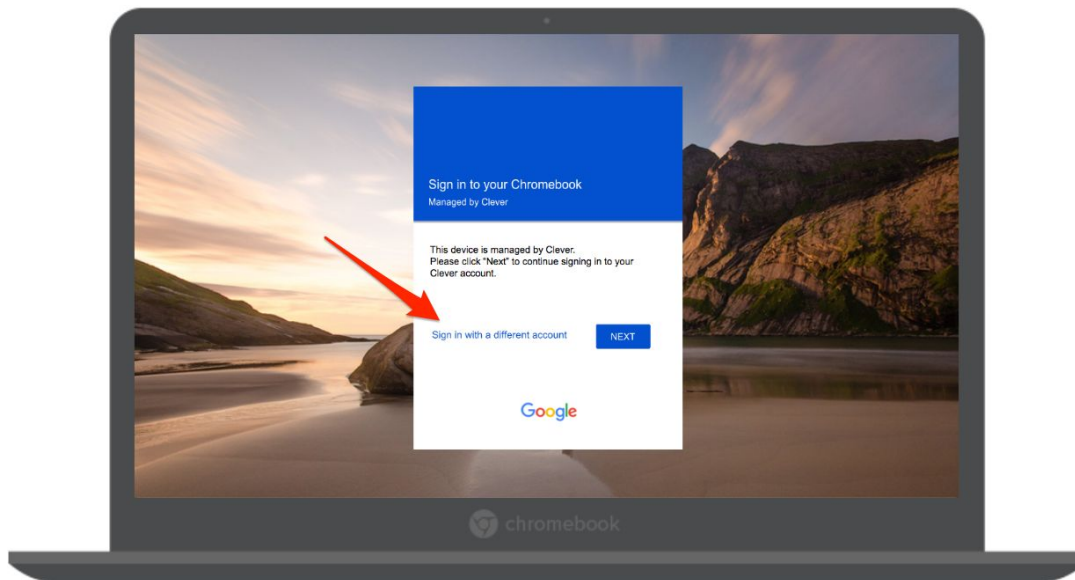 Sign in to your Chromebook
Managed by Clever
This device is managed by Clever.
Please click "Next" to continue signing in to your
Clever account.
Sign in with a different account
NEXT
Google
chromebook